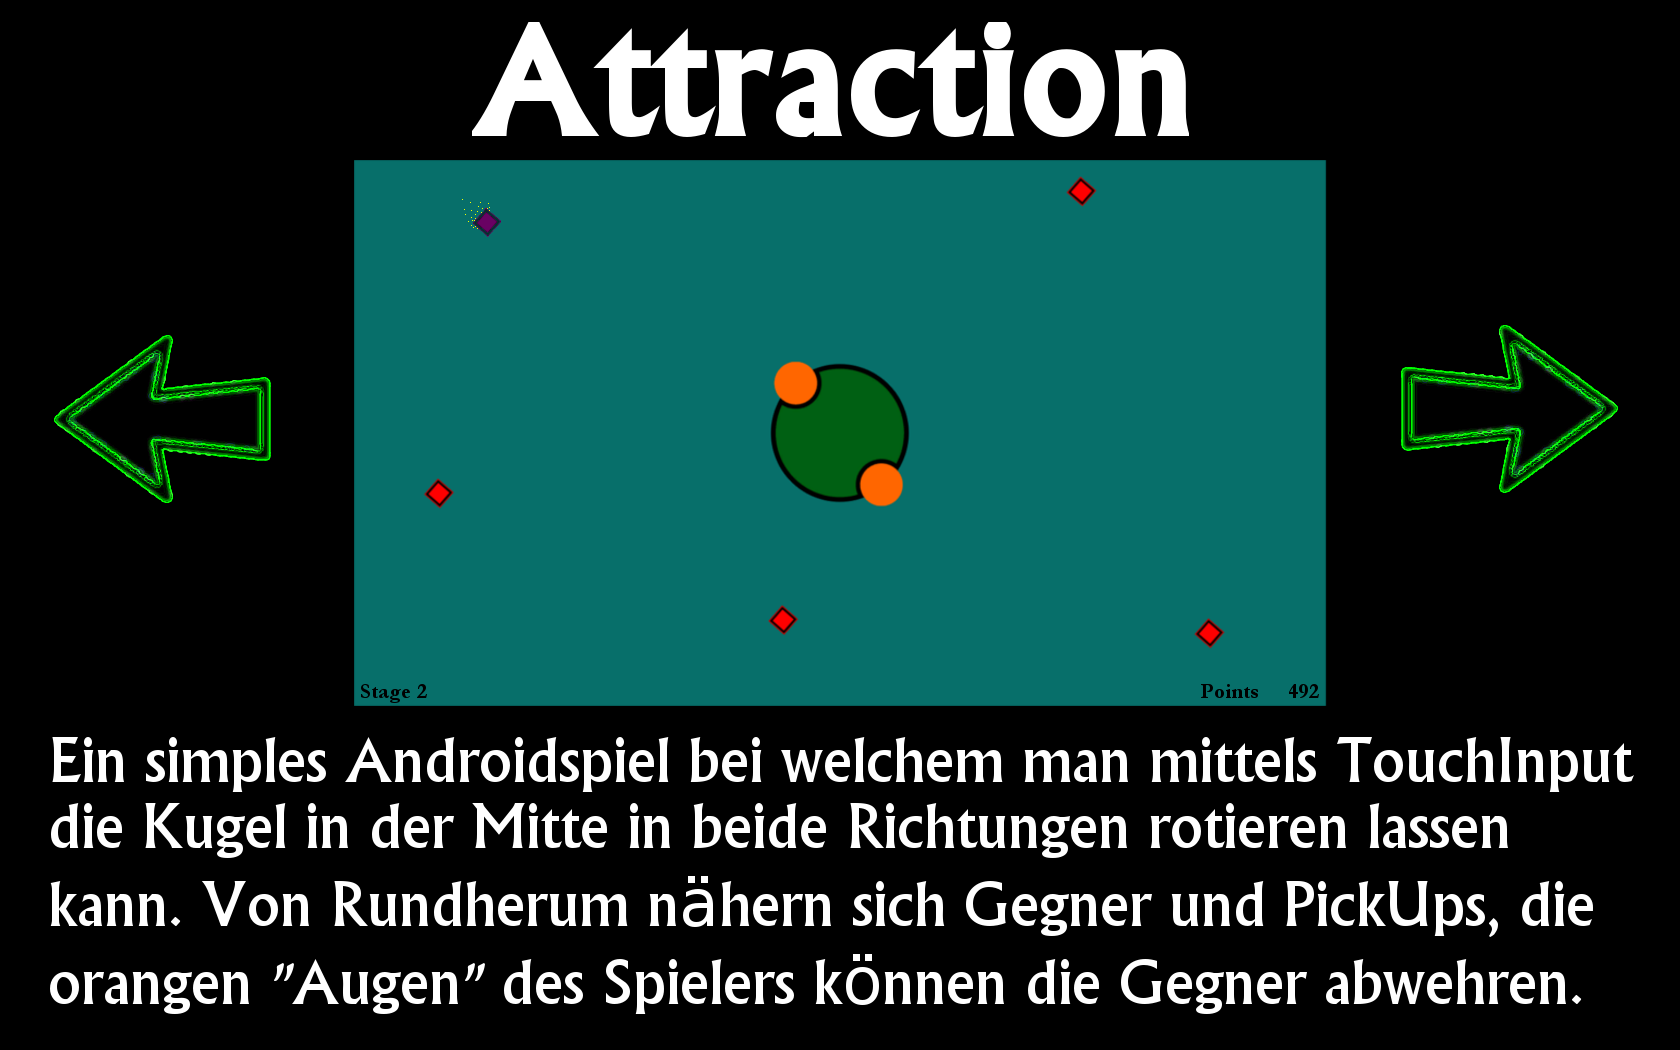 Attraction
Stage 2
Points 492
Ein simples Androidspiel bei welchem man mittels TouchInput
die Kugel in der Mitte in beide Richtungen rotieren lassen
kann. Von Rundherum nähern sich Gegner und PickUps, die
orangen "Augen" des Spielers können die Gegner abwehren.